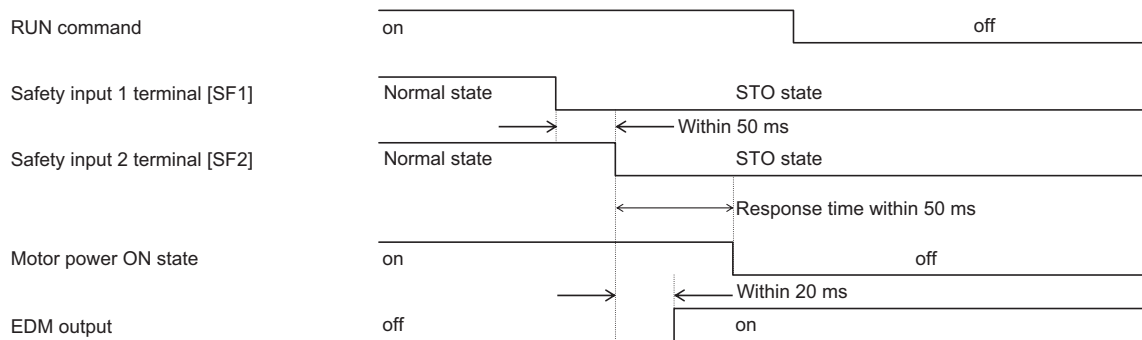 RUN command on off
Safety input 1 terminal [SF1] Normal state STO state
Within 50 ms
Safety input 2 terminal [SF2] Normal state STO state
Response time within 50 ms
Motor power ON state on off
Within 20 ms
EDM output off on